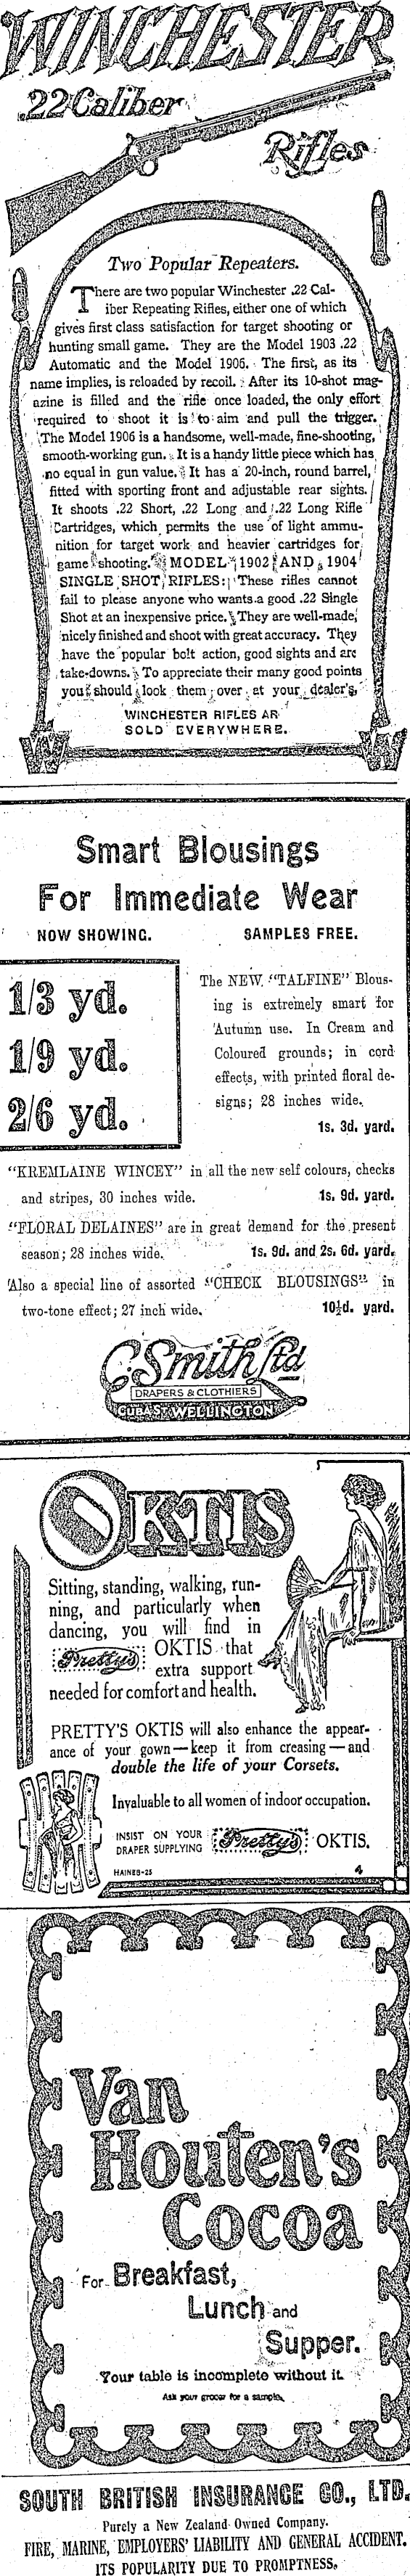 WINCHESTER
.22 Caliber
Rifles
Two Popular Repeaters.
There are two popular Winchester .22 Cal-
iber Repeating Rifles, either one of which
gives first class satisfaction for target shooting or
hunting small game. They are the Model 1903 .22
Automatic and the Model 1906. The first, as its
name implies, is reloaded by recoil. After its 10-shot mag-
azine is filled and the rifle once loaded, the only effort
required to shoot it is to aim and pull the trigger.
The Model 1906 is a handsome, well-made, fine-shooting,
smooth-working gun. It is a handy little piece which has
no equal in gun value. It has a 20-inch, round barrel,
fitted with sporting front and adjustable rear sights.
It shoots .22 Short, .22 Long and .22 Long Rifle
Cartridges, which permits the use of light ammu-
nition for target work and heavier cartridges for
game shooting. MODEL 1902 AND 1904
SINGLE SHOT RIFLES: These rifles cannot
fail to please anyone who wants a good .22 Single
Shot at an inexpensive price. They are well-made,
nicely finished and shoot with great accuracy. They
have the popular bolt action, good sights and are
take-downs. To appreciate their many good points
you should look them over at your dealer's,
WINCHESTER RIFLES AR
SOLD EVERYWHERE.
Smart Blousings
For Immediate Wear
NOW SHOWING. SAMPLES FREE.
1/3 yd.
1/9 yd.
2/6 yd.
The NEW "TALFINE" Blous-
ing is extremely smart for
Autumn use. In Cream and
Coloured grounds; in cord
effects, with printed floral de-
signs; 28 inches wide.
1s. 3d. yard.
"KREMLAINE WINCEY" in all the new self colours, checks
and stripes, 30 inches wide. 1s. 9d. yard.
"FLORAL DELAINES" are in great demand for the present
season; 28 inches wide. 1s. 9d. and 2s. 6d. yard.
Also a special line of assorted "CHECK BLOUSINGS" in
two-tone effect; 27 inch wide. 10½d. yard.
C. Smith Ltd
DRAPERS & CLOTHIERS
CUBA ST WELLINGTON
OKTIS
Sitting, standing, walking, run-
ning, and particularly when
dancing, you will find in
Pretty's OKTIS that
extra support
needed for comfort and health.
PRETTY'S OKTIS will also enhance the appear-
ance of your gown—keep it from creasing—and
double the life of your Corsets.
Invaluable to all women of indoor occupation.
INSIST ON YOUR
DRAPER SUPPLYING Pretty's OKTIS.
HAINES-25 4
Van
Houten's
Cocoa
For Breakfast,
Lunch and
Supper.
Your table is incomplete without it.
Ask your grocer for a sample.
SOUTH BRITISH INSURANCE CO., LTD.
Purely a New Zealand Owned Company.
FIRE, MARINE, EMPLOYERS' LIABILITY AND GENERAL ACCIDENT.
ITS POPULARITY DUE TO PROMPTNESS,